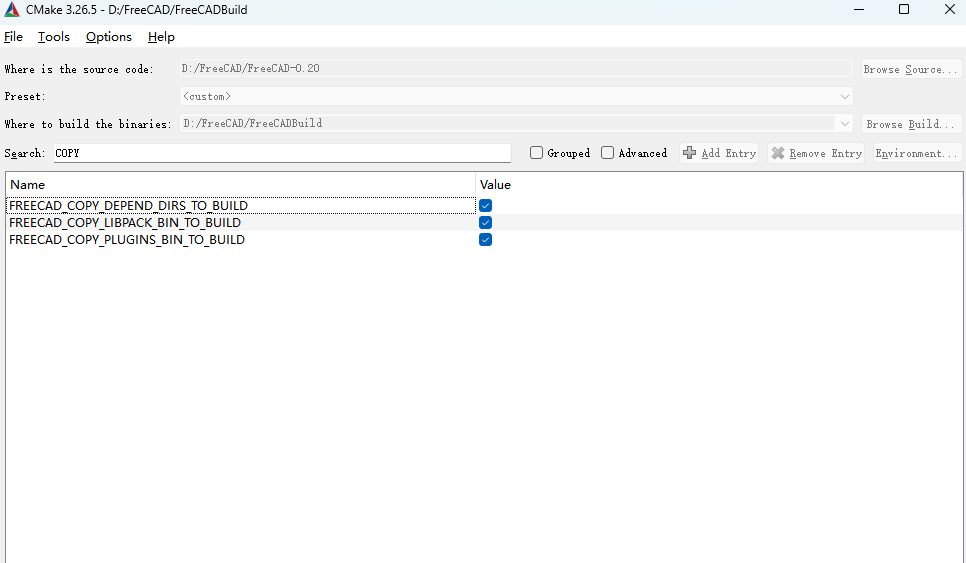 CMake 3.26.5 - D:/FreeCAD/FreeCADBuild
File Tools Options Help
Where is the source code: D:/FreeCAD/FreeCAD-0.20 Browse Source...
Preset: <custom>
Where to build the binaries: D:/FreeCAD/FreeCADBuild Browse Build...
Search: COPY Grouped Advanced Add Entry Remove Entry Environment...
Name Value
FREECAD_COPY_DEPEND_DIRS_TO_BUILD
FREECAD_COPY_LIBPACK_BIN_TO_BUILD
FREECAD_COPY_PLUGINS_BIN_TO_BUILD